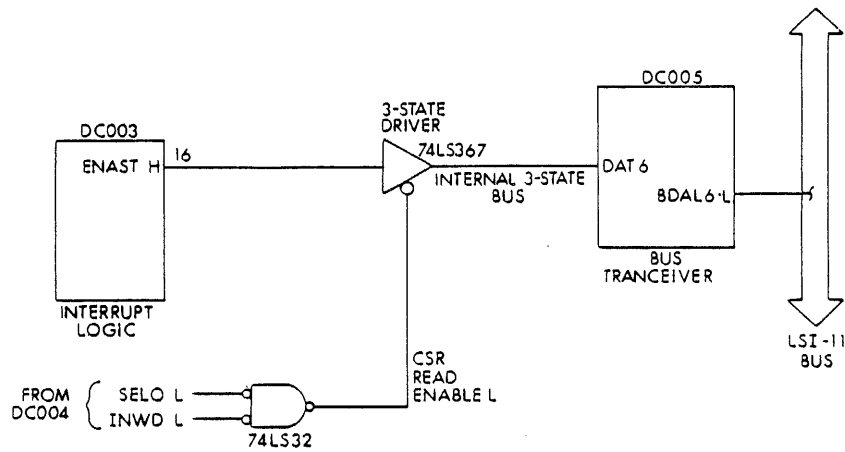 DC005
3-STATE
DRIVER
DC003
74LS367
16
ENAST H
DAT 6
INTERNAL 3-STATE
BUS
BDAL6·L
BUS
TRANCEIVER
INTERRUPT
LOGIC
LSI-11
BUS
CSR
READ
ENABLE L
FROM
DC004
SELO L
INWD L
74LS32